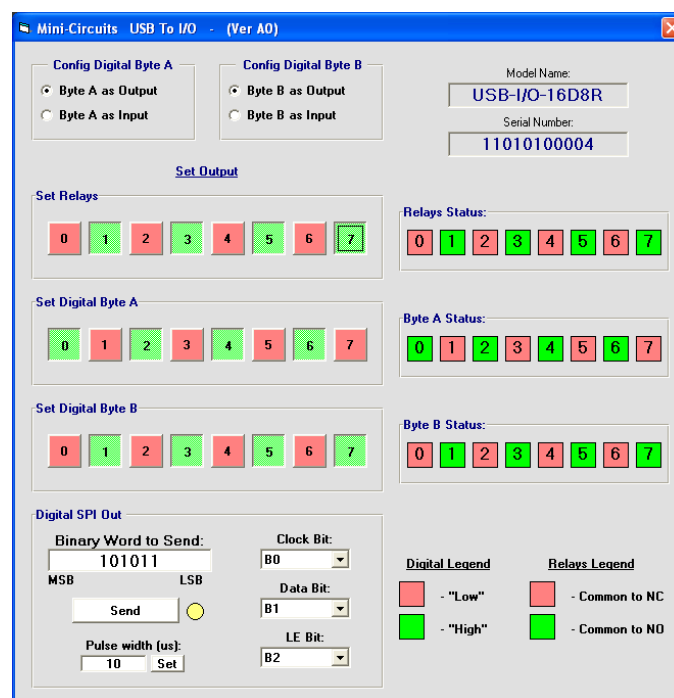 Mini-Circuits USB To I/O - (Ver A0)
Config Digital Byte A
Byte A as Output
Byte A as Input
Config Digital Byte B
Byte B as Output
Byte B as Input
Model Name:
USB-I/O-16D8R
Serial Number:
11010100004
Set Output
Set Relays
0 1 2 3 4 5 6 7
Relays Status:
0 1 2 3 4 5 6 7
Set Digital Byte A
0 1 2 3 4 5 6 7
Byte A Status:
0 1 2 3 4 5 6 7
Set Digital Byte B
0 1 2 3 4 5 6 7
Byte B Status:
0 1 2 3 4 5 6 7
Digital SPI Out
Binary Word to Send:
101011
MSB LSB
Send
Pulse width (us):
10 Set
Clock Bit:
B0
Data Bit:
B1
LE Bit:
B2
Digital Legend
- "Low"
- "High"
Relays Legend
- Common to NC
- Common to NO